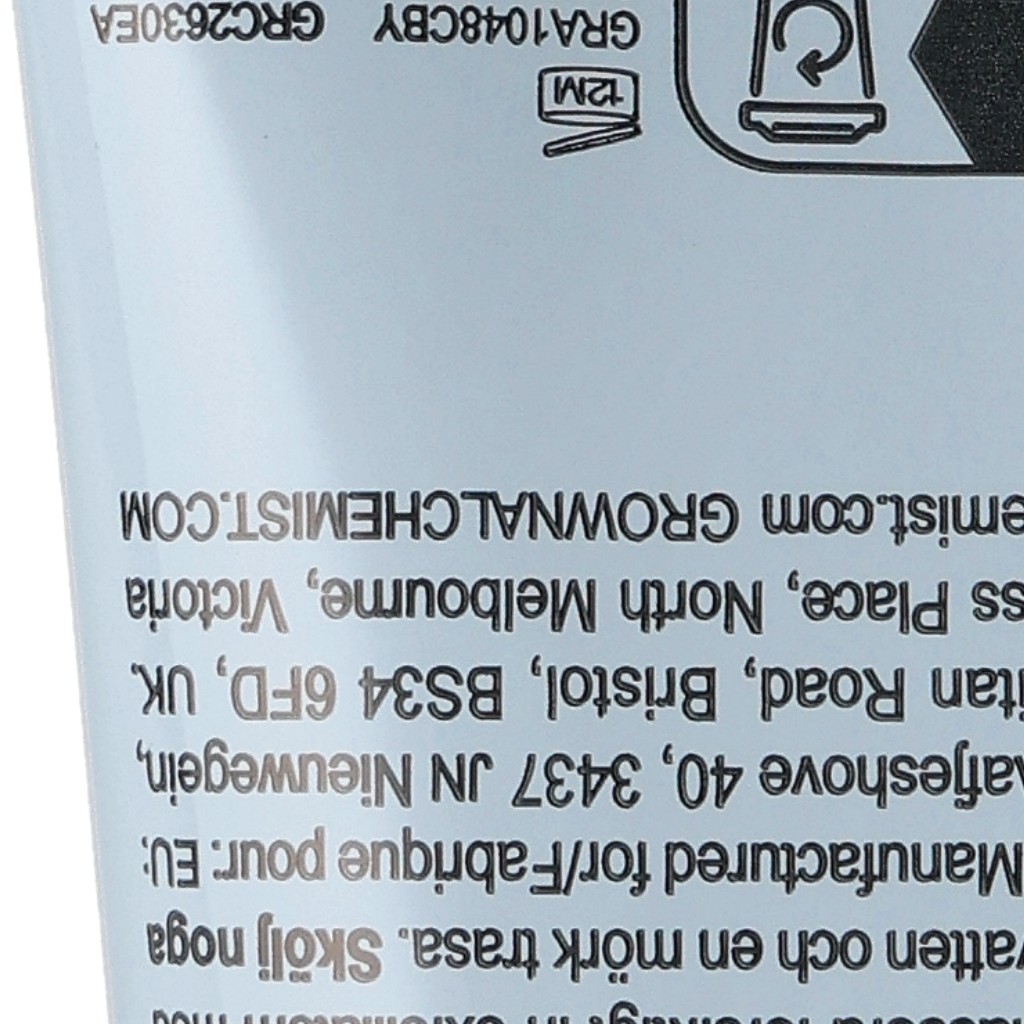 vatten och en mörk trasa. Skölj noga
Manufactured for/Fabrique pour: EU:
afjeshove 40, 3437 JN Nieuwegein,
itan Road, Bristol, BS34 6FD, UK.
ss Place, North Melbourne, Victoria
emist.com GROWNALCHEMIST.COM
12M
GRA1048CBY GRC2630EA